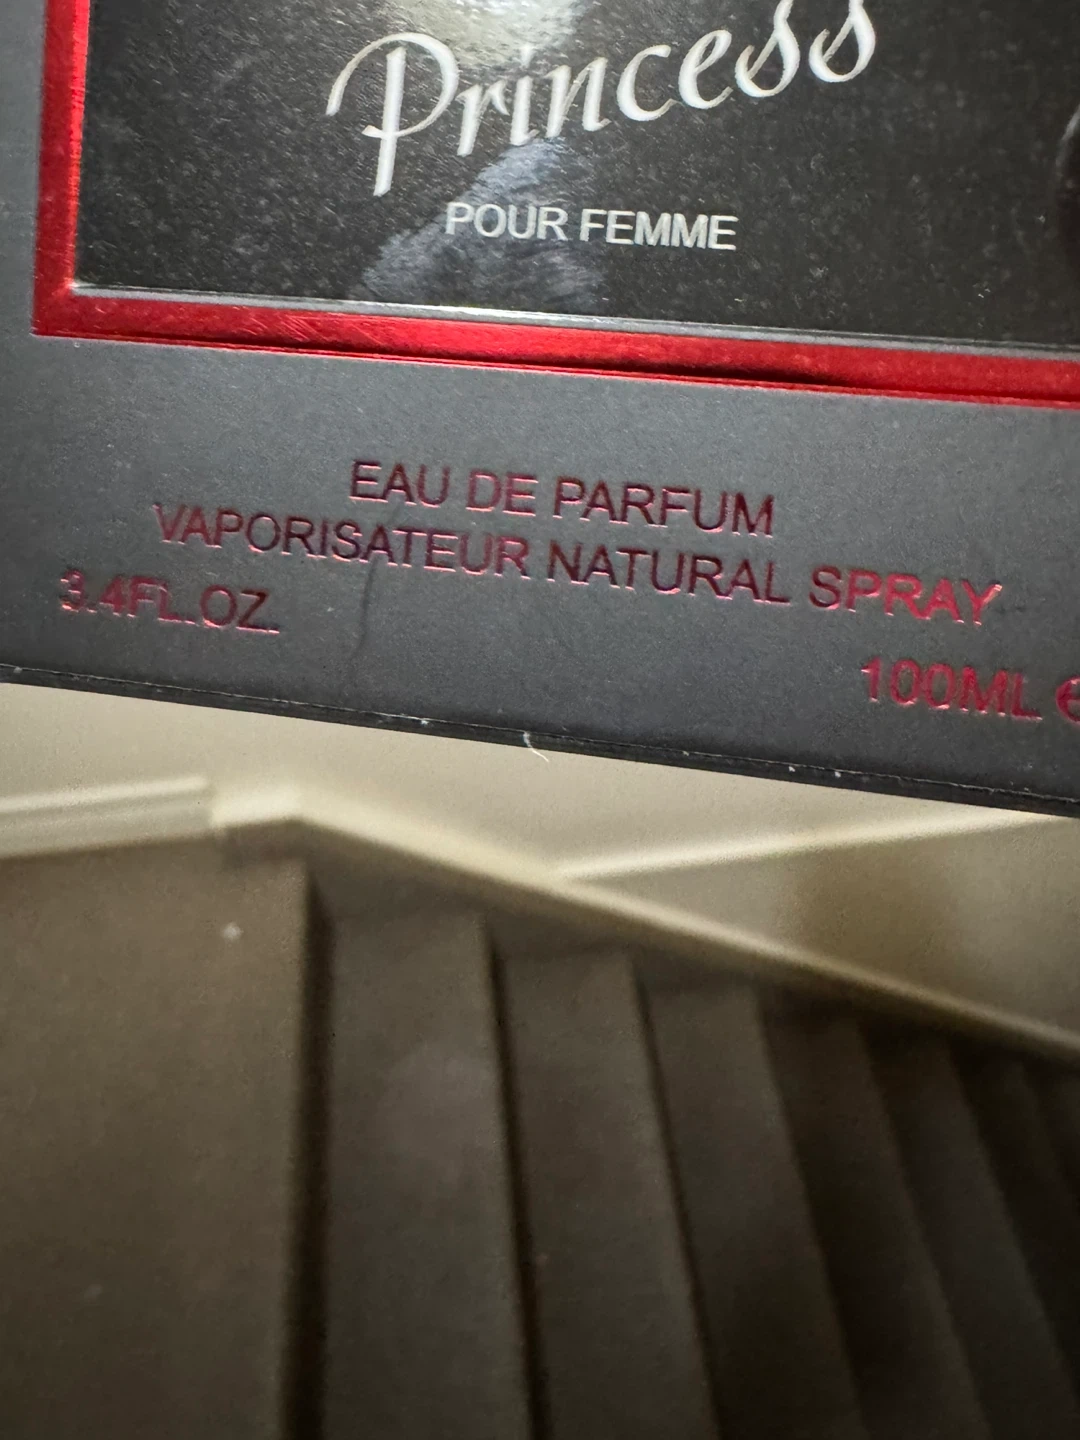 Princess
POUR FEMME
EAU DE PARFUM
VAPORISATEUR NATURAL SPRAY
3.4FL.OZ.
100ML e